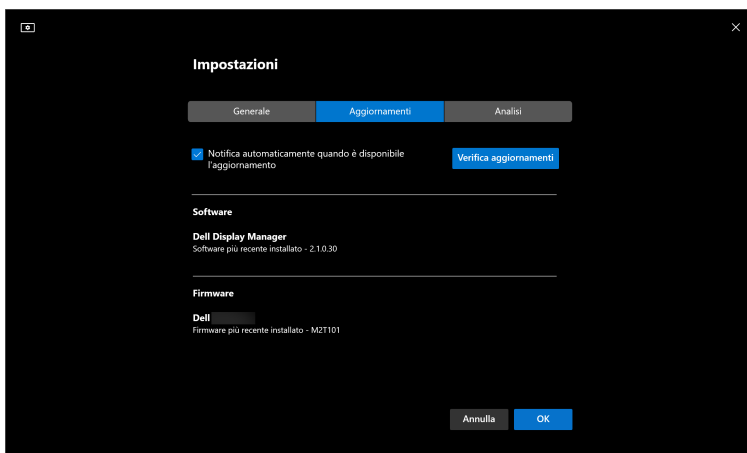 Impostazioni
Generale
Aggiornamenti
Analisi
Notifica automaticamente quando è disponibile
l'aggiornamento
Verifica aggiornamenti
Software
Dell Display Manager
Software più recente installato - 2.1.0.30
Firmware
Dell
Firmware più recente installato - M2T101
Annulla
OK